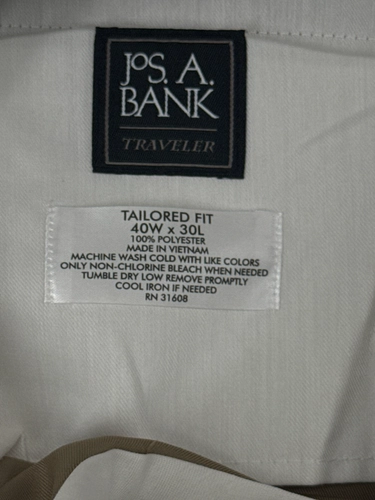 JOS. A.
BANK
TRAVELER
TAILORED FIT
40W x 30L
100% POLYESTER
MADE IN VIETNAM
MACHINE WASH COLD WITH LIKE COLORS
ONLY NON-CHLORINE BLEACH WHEN NEEDED
TUMBLE DRY LOW REMOVE PROMPTLY
COOL IRON IF NEEDED
RN 31608